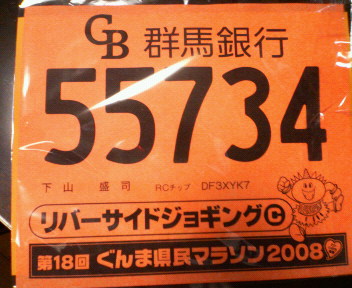 GB 群馬銀行
55734
下山 盛司 RCチップ DF3XYK7
リバーサイドジョギングⒸ
第18回 ぐんま県民マラソン2008